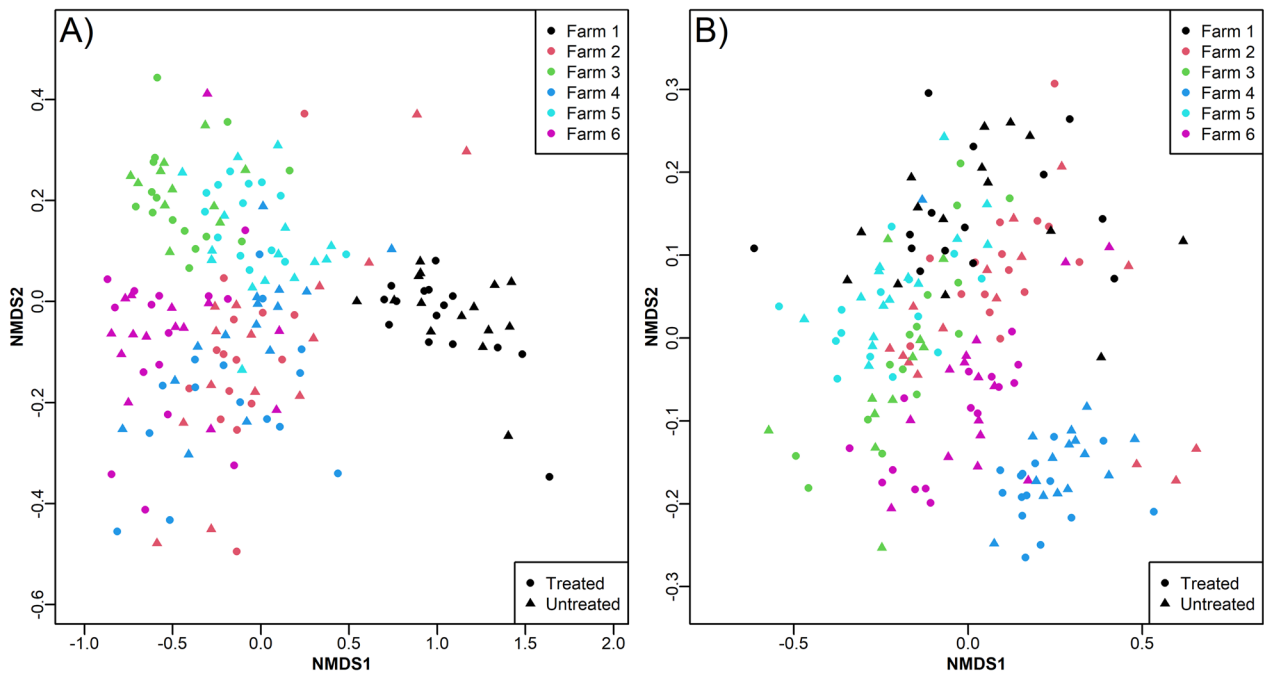 A)
Farm 1
Farm 2
Farm 3
Farm 4
Farm 5
Farm 6
0.4
0.2
0.0
-0.2
-0.4
-0.6
NMDS2
Treated
Untreated
-1.0 -0.5 0.0 0.5 1.0 1.5 2.0
NMDS1
B)
Farm 1
Farm 2
Farm 3
Farm 4
Farm 5
Farm 6
0.3
0.2
0.1
0.0
-0.1
-0.2
-0.3
NMDS2
Treated
Untreated
-0.5 0.0 0.5
NMDS1